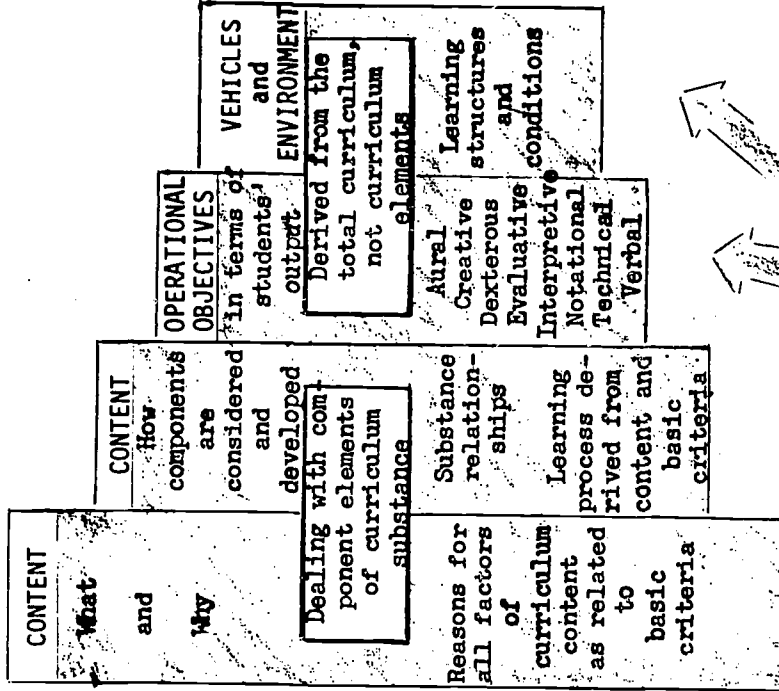 CONTENT
What
and
Why
Reasons for
all factors
of
curriculum
content
as related
to
basic
criteria
CONTENT
How
components
are
considered
and
developed
Dealing with com-
ponent elements
of curriculum
substance
Substance
relation-
ships
Learning
process de-
rived from
content and
basic
criteria
OPERATIONAL
OBJECTIVES
in terms of
students'
output
Aural
Creative
Dexterous
Evaluative
Interpretive
Notational
Technical
Verbal
VEHICLES
and
ENVIRONMENT
Derived from the
total curriculum,
not curriculum
elements
Learning
structures
and
conditions